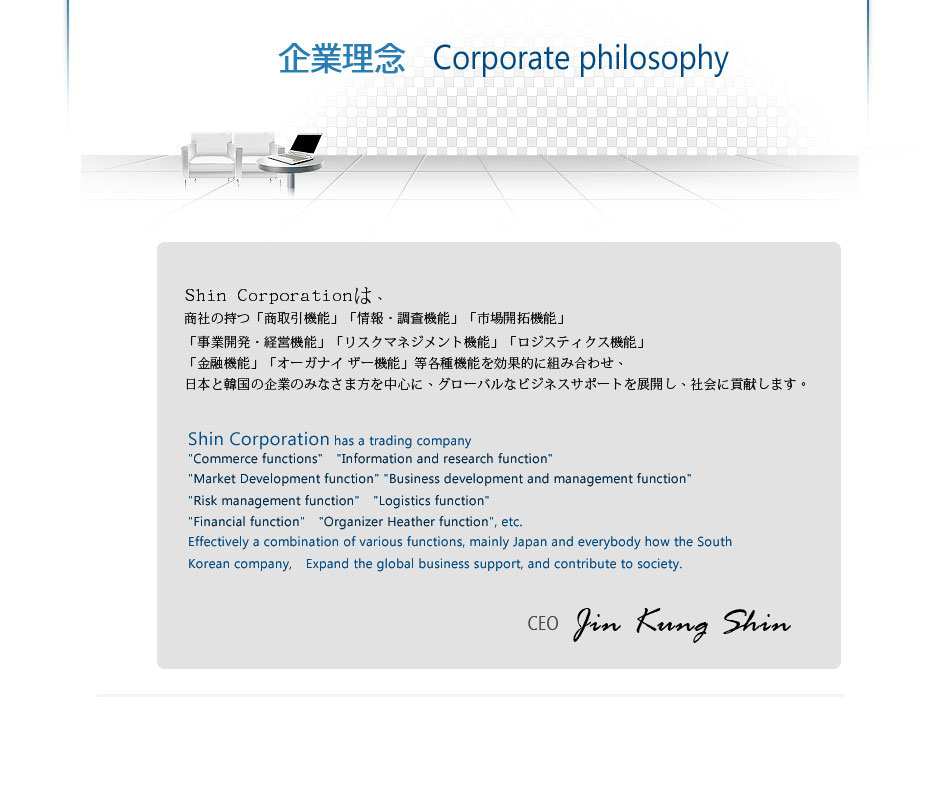 企業理念 Corporate philosophy
Shin Corporationは、
商社の持つ「商取引機能」「情報・調査機能」「市場開拓機能」
「事業開発・経営機能」「リスクマネジメント機能」「ロジスティクス機能」
「金融機能」「オーガナイ ザー機能」等各種機能を効果的に組み合わせ、
日本と韓国の企業のみなさま方を中心に、グローバルなビジネスサポートを展開し、社会に貢献します。
Shin Corporation has a trading company
"Commerce functions" "Information and research function"
"Market Development function" "Business development and management function"
"Risk management function" "Logistics function"
"Financial function" "Organizer Heather function", etc.
Effectively a combination of various functions, mainly Japan and everybody how the South
Korean company, Expand the global business support, and contribute to society.
CEO Jin Kung Shin